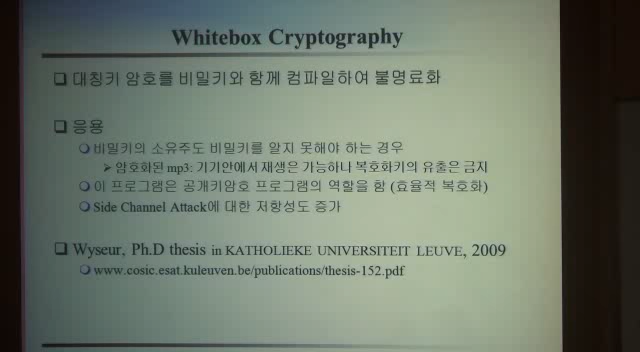 Whitebox Cryptography
❑ 대칭키 암호를 비밀키와 함께 컴파일하여 불명료화
❑ 응용
비밀키의 소유주도 비밀키를 알지 못해야 하는 경우
➢ 암호화된 mp3: 기기안에서 재생은 가능하나 복호화키의 유출은 금지
이 프로그램은 공개키암호 프로그램의 역할을 함 (효율적 복호화)
Side Channel Attack에 대한 저항성도 증가
❑ Wyseur, Ph.D thesis in KATHOLIEKE UNIVERSITEIT LEUVE, 2009
www.cosic.esat.kuleuven.be/publications/thesis-152.pdf